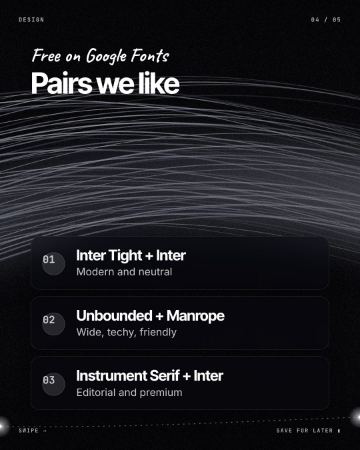 DESIGN
04 / 05
Free on Google Fonts
Pairs we like
01
Inter Tight + Inter
Modern and neutral
02
Unbounded + Manrope
Wide, techy, friendly
03
Instrument Serif + Inter
Editorial and premium
SWIPE →
SAVE FOR LATER